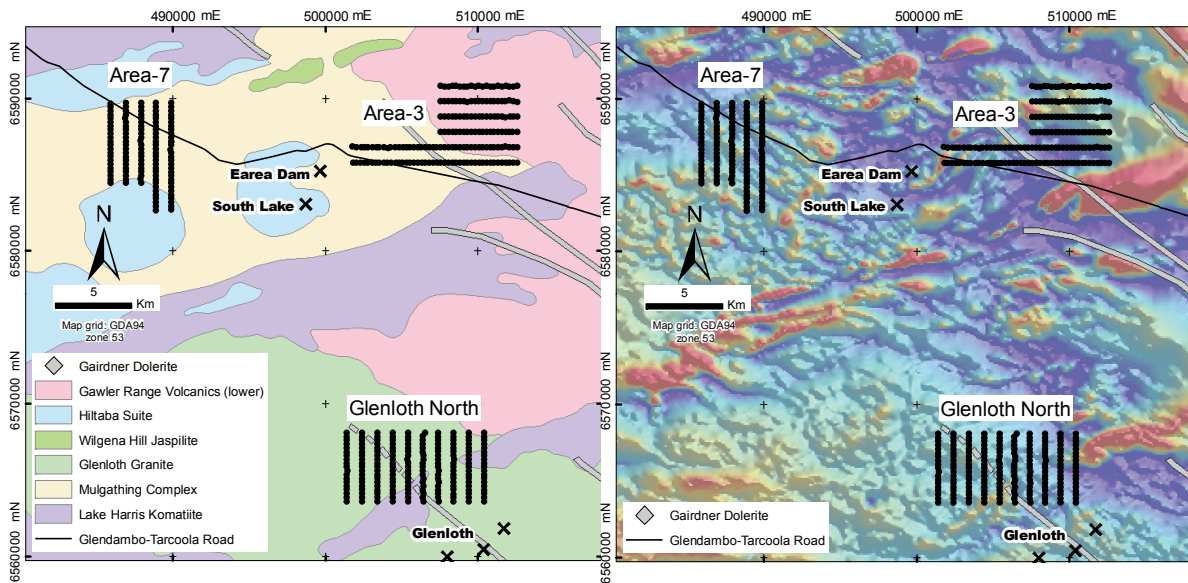 490000 mE
500000 mE
510000 mE
6590000 mN
6580000 mN
6570000 mN
6560000 mN
Area-7
Area-3
Earea Dam
South Lake
N
5
Km
Map grid: GDA94
zone 53
Glenloth North
Glenloth
Gairdner Dolerite
Gawler Range Volcanics (lower)
Hiltaba Suite
Wilgena Hill Jaspilite
Glenloth Granite
Mulgathing Complex
Lake Harris Komatiite
Glendambo-Tarcoola Road
490000 mE
500000 mE
510000 mE
6590000 mN
6580000 mN
6570000 mN
6560000 mN
Area-7
Area-3
Earea Dam
South Lake
N
5
Km
Map grid: GDA94
zone 53
Glenloth North
Glenloth
Gairdner Dolerite
Glendambo-Tarcoola Road